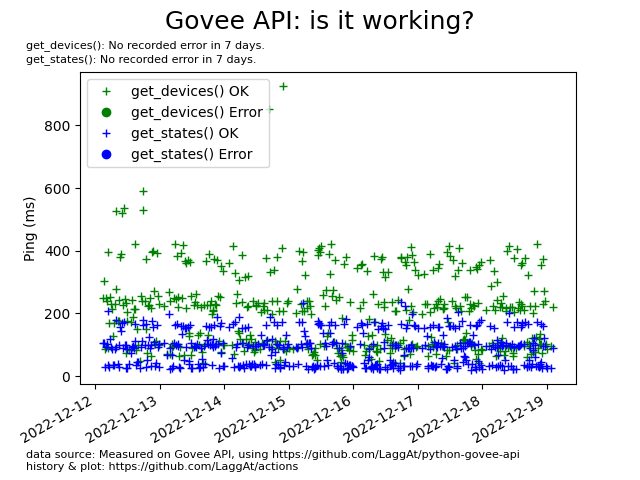 Govee API: is it working?
get_devices(): No recorded error in 7 days.
get_states(): No recorded error in 7 days.
get_devices() OK
get_devices() Error
get_states() OK
get_states() Error
Ping (ms)
800
600
400
200
0
2022-12-12
2022-12-13
2022-12-14
2022-12-15
2022-12-16
2022-12-17
2022-12-18
2022-12-19
data source: Measured on Govee API, using https://github.com/LaggAt/python-govee-api
history & plot: https://github.com/LaggAt/actions